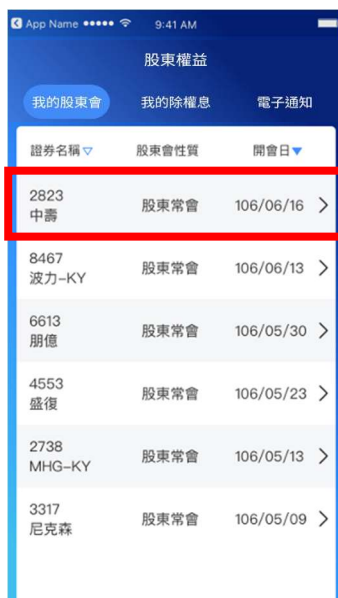 App Name 9:41 AM
股東權益
我的股東會 我的除權息 電子通知
證券名稱▽ 股東會性質 開會日▼
2823
中壽 股東常會 106/06/16
8467
波力-KY 股東常會 106/06/13
6613
朋億 股東常會 106/05/30
4553
盛復 股東常會 106/05/23
2738
MHG-KY 股東常會 106/05/13
3317
尼克森 股東常會 106/05/09